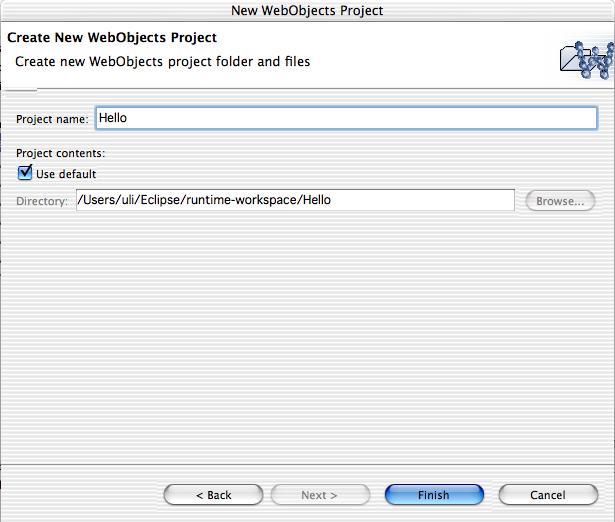 New WebObjects Project
Create New WebObjects Project
Create new WebObjects project folder and files
Project name: Hello
Project contents:
Use default
Directory: /Users/uli/Eclipse/runtime-workspace/Hello Browse...
< Back Next > Finish Cancel